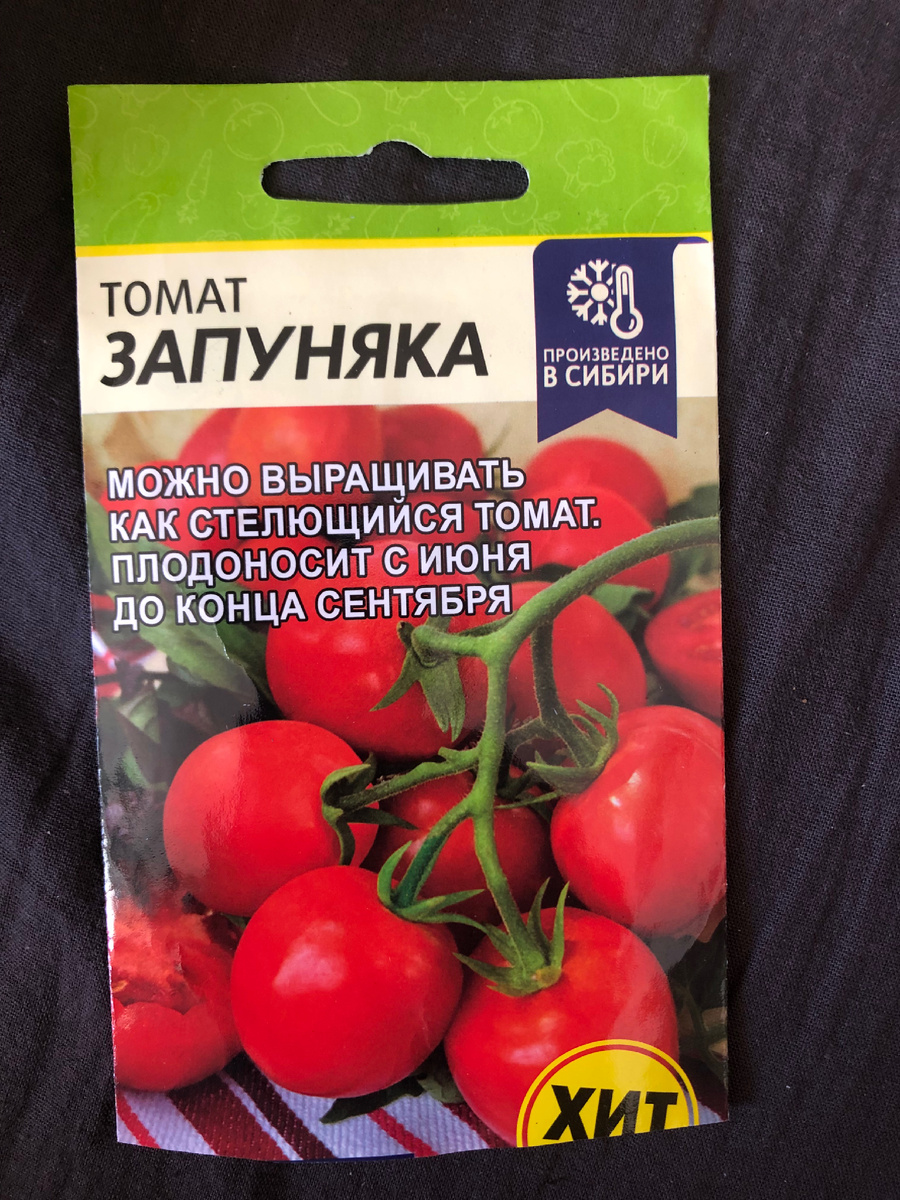 ТОМАТ
ЗАПУНЯКА
ПРОИЗВЕДЕНО
В СИБИРИ
МОЖНО ВЫРАЩИВАТЬ
КАК СТЕЛЮЩИЙСЯ ТОМАТ.
ПЛОДОНОСИТ С ИЮНЯ
ДО КОНЦА СЕНТЯБРЯ
ХИТ